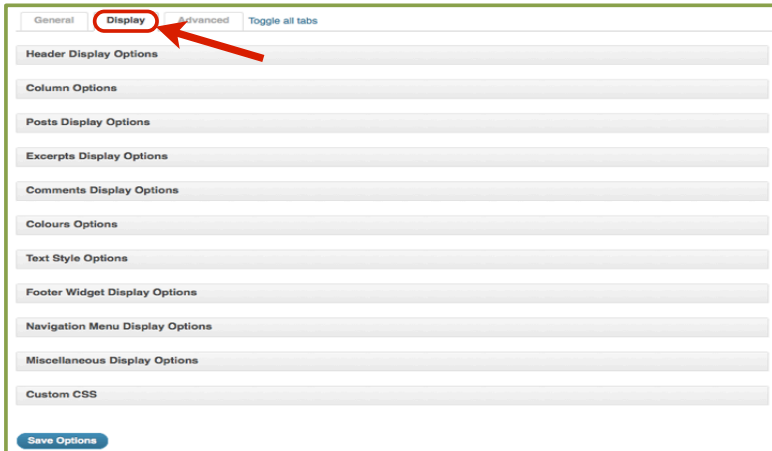 General Display Advanced Toggle all tabs
Header Display Options
Column Options
Posts Display Options
Excerpts Display Options
Comments Display Options
Colours Options
Text Style Options
Footer Widget Display Options
Navigation Menu Display Options
Miscellaneous Display Options
Custom CSS
Save Options